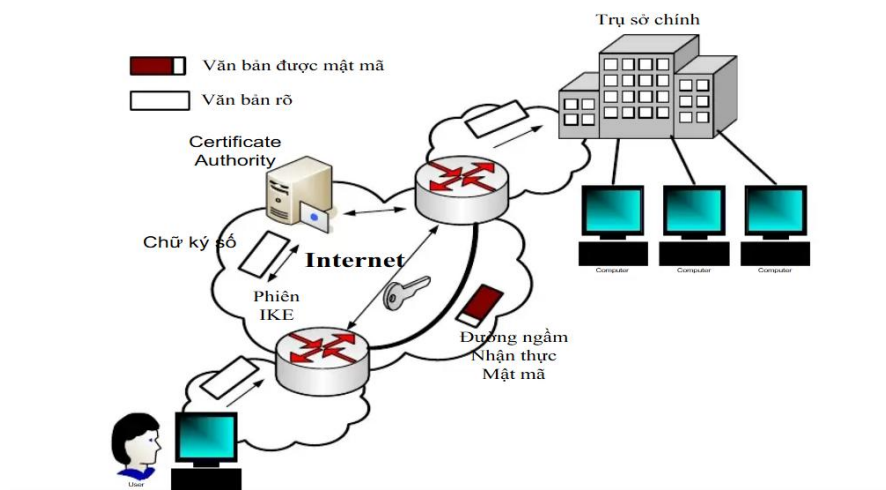 Trụ sở chính
Văn bản được mật mã
Văn bản rõ
Certificate
Authority
Chữ ký số
Internet
Phiên
IKE
Computer
Computer
Computer
Đường ngầm
Nhận thực
Mật mã
User